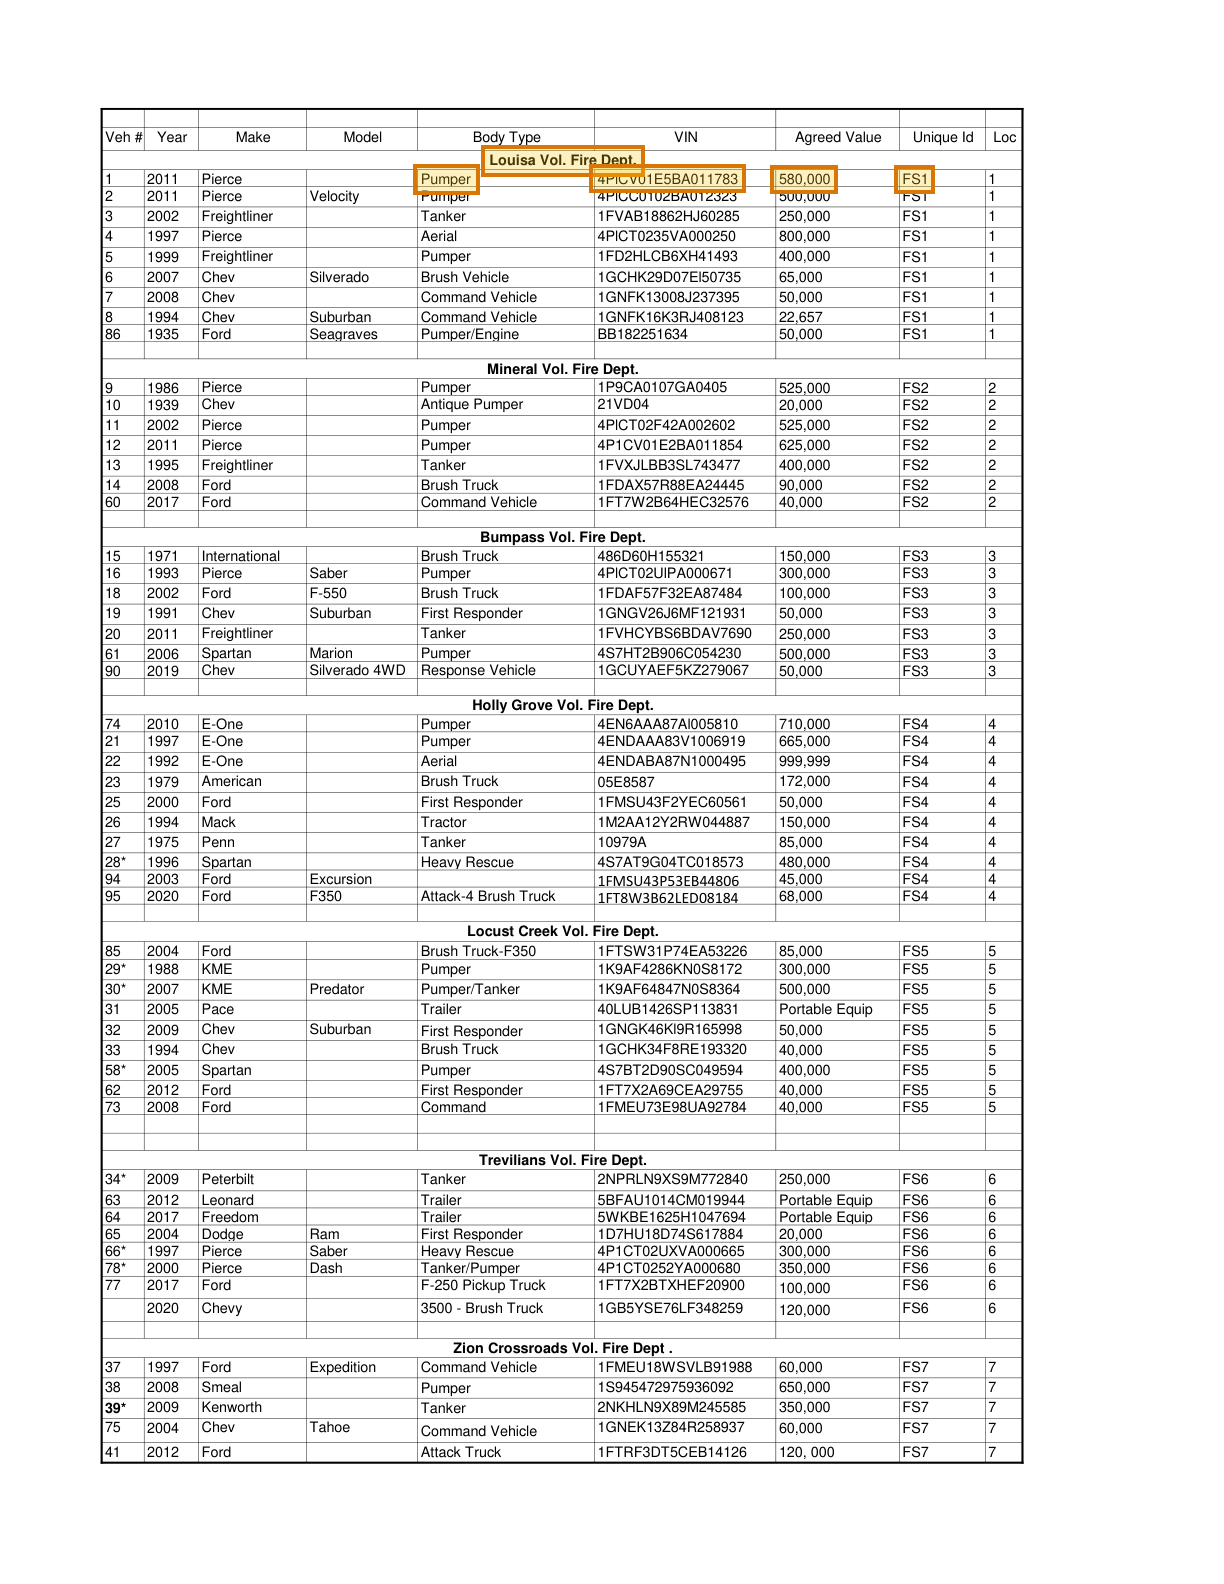 Veh # Year Make Model Body Type VIN Agreed Value Unique Id Loc
Louisa Vol. Fire Dept.
1 2011 Pierce Pumper 4PICV01E5BA011783 580,000 FS1 1
2 2011 Pierce Velocity Pumper 4PICC0102BA012323 500,000 FS1 1
3 2002 Freightliner Tanker 1FVAB18862HJ60285 250,000 FS1 1
4 1997 Pierce Aerial 4PICT0235VA000250 800,000 FS1 1
5 1999 Freightliner Pumper 1FD2HLCB6XH41493 400,000 FS1 1
6 2007 Chev Silverado Brush Vehicle 1GCHK29D07EI50735 65,000 FS1 1
7 2008 Chev Command Vehicle 1GNFK13008J237395 50,000 FS1 1
8 1994 Chev Suburban Command Vehicle 1GNFK16K3RJ408123 22,657 FS1 1
86 1935 Ford Seagraves Pumper/Engine BB182251634 50,000 FS1 1
Mineral Vol. Fire Dept.
9 1986 Pierce Pumper 1P9CA0107GA0405 525,000 FS2 2
10 1939 Chev Antique Pumper 21VD04 20,000 FS2 2
11 2002 Pierce Pumper 4PICT02F42A002602 525,000 FS2 2
12 2011 Pierce Pumper 4P1CV01E2BA011854 625,000 FS2 2
13 1995 Freightliner Tanker 1FVXJLBB3SL743477 400,000 FS2 2
14 2008 Ford Brush Truck 1FDAX57R88EA24445 90,000 FS2 2
60 2017 Ford Command Vehicle 1FT7W2B64HEC32576 40,000 FS2 2
Bumpass Vol. Fire Dept.
15 1971 International Brush Truck 486D60H155321 150,000 FS3 3
16 1993 Pierce Saber Pumper 4PICT02UIPA000671 300,000 FS3 3
18 2002 Ford F-550 Brush Truck 1FDAF57F32EA87484 100,000 FS3 3
19 1991 Chev Suburban First Responder 1GNGV26J6MF121931 50,000 FS3 3
20 2011 Freightliner Tanker 1FVHCYBS6BDAV7690 250,000 FS3 3
61 2006 Spartan Marion Pumper 4S7HT2B906C054230 500,000 FS3 3
90 2019 Chev Silverado 4WD Response Vehicle 1GCUYAEF5KZ279067 50,000 FS3 3
Holly Grove Vol. Fire Dept.
74 2010 E-One Pumper 4EN6AAA87AI005810 710,000 FS4 4
21 1997 E-One Pumper 4ENDAAA83V1006919 665,000 FS4 4
22 1992 E-One Aerial 4ENDABA87N1000495 999,999 FS4 4
23 1979 American Brush Truck 05E8587 172,000 FS4 4
25 2000 Ford First Responder 1FMSU43F2YEC60561 50,000 FS4 4
26 1994 Mack Tractor 1M2AA12Y2RW044887 150,000 FS4 4
27 1975 Penn Tanker 10979A 85,000 FS4 4
28* 1996 Spartan Heavy Rescue 4S7AT9G04TC018573 480,000 FS4 4
94 2003 Ford Excursion 1FMSU43P53EB44806 45,000 FS4 4
95 2020 Ford F350 Attack-4 Brush Truck 1FT8W3B62LED08184 68,000 FS4 4
Locust Creek Vol. Fire Dept.
85 2004 Ford Brush Truck-F350 1FTSW31P74EA53226 85,000 FS5 5
29* 1988 KME Pumper 1K9AF4286KN0S8172 300,000 FS5 5
30* 2007 KME Predator Pumper/Tanker 1K9AF64847N0S8364 500,000 FS5 5
31 2005 Pace Trailer 40LUB1426SP113831 Portable Equip FS5 5
32 2009 Chev Suburban First Responder 1GNGK46KI9R165998 50,000 FS5 5
33 1994 Chev Brush Truck 1GCHK34F8RE193320 40,000 FS5 5
58* 2005 Spartan Pumper 4S7BT2D90SC049594 400,000 FS5 5
62 2012 Ford First Responder 1FT7X2A69CEA29755 40,000 FS5 5
73 2008 Ford Command 1FMEU73E98UA92784 40,000 FS5 5
Trevilians Vol. Fire Dept.
34* 2009 Peterbilt Tanker 2NPRLN9XS9M772840 250,000 FS6 6
63 2012 Leonard Trailer 5BFAU1014CM019944 Portable Equip FS6 6
64 2017 Freedom Trailer 5WKBE1625H1047694 Portable Equip FS6 6
65 2004 Dodge Ram First Responder 1D7HU18D74S617884 20,000 FS6 6
66* 1997 Pierce Saber Heavy Rescue 4P1CT02UXVA000665 300,000 FS6 6
78* 2000 Pierce Dash Tanker/Pumper 4P1CT0252YA000680 350,000 FS6 6
77 2017 Ford F-250 Pickup Truck 1FT7X2BTXHEF20900 100,000 FS6 6
2020 Chevy 3500 - Brush Truck 1GB5YSE76LF348259 120,000 FS6 6
Zion Crossroads Vol. Fire Dept .
37 1997 Ford Expedition Command Vehicle 1FMEU18WSVLB91988 60,000 FS7 7
38 2008 Smeal Pumper 1S945472975936092 650,000 FS7 7
39* 2009 Kenworth Tanker 2NKHLN9X89M245585 350,000 FS7 7
75 2004 Chev Tahoe Command Vehicle 1GNEK13Z84R258937 60,000 FS7 7
41 2012 Ford Attack Truck 1FTRF3DT5CEB14126 120, 000 FS7 7